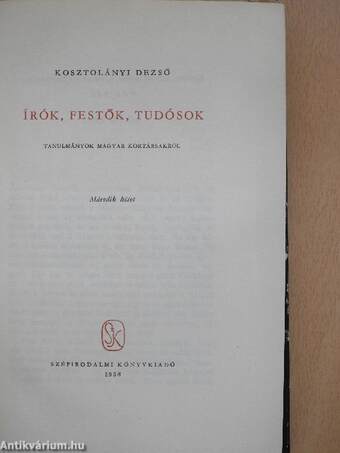 KOSZTOLÁNYI DEZSŐ
ÍRÓK, FESTŐK, TUDÓSOK
TANULMÁNYOK MAGYAR KORTÁRSAKRÓL
Második kötet
SZK
SZÉPIRODALMI KÖNYVKIADÓ
1958
Antikvárium.hu